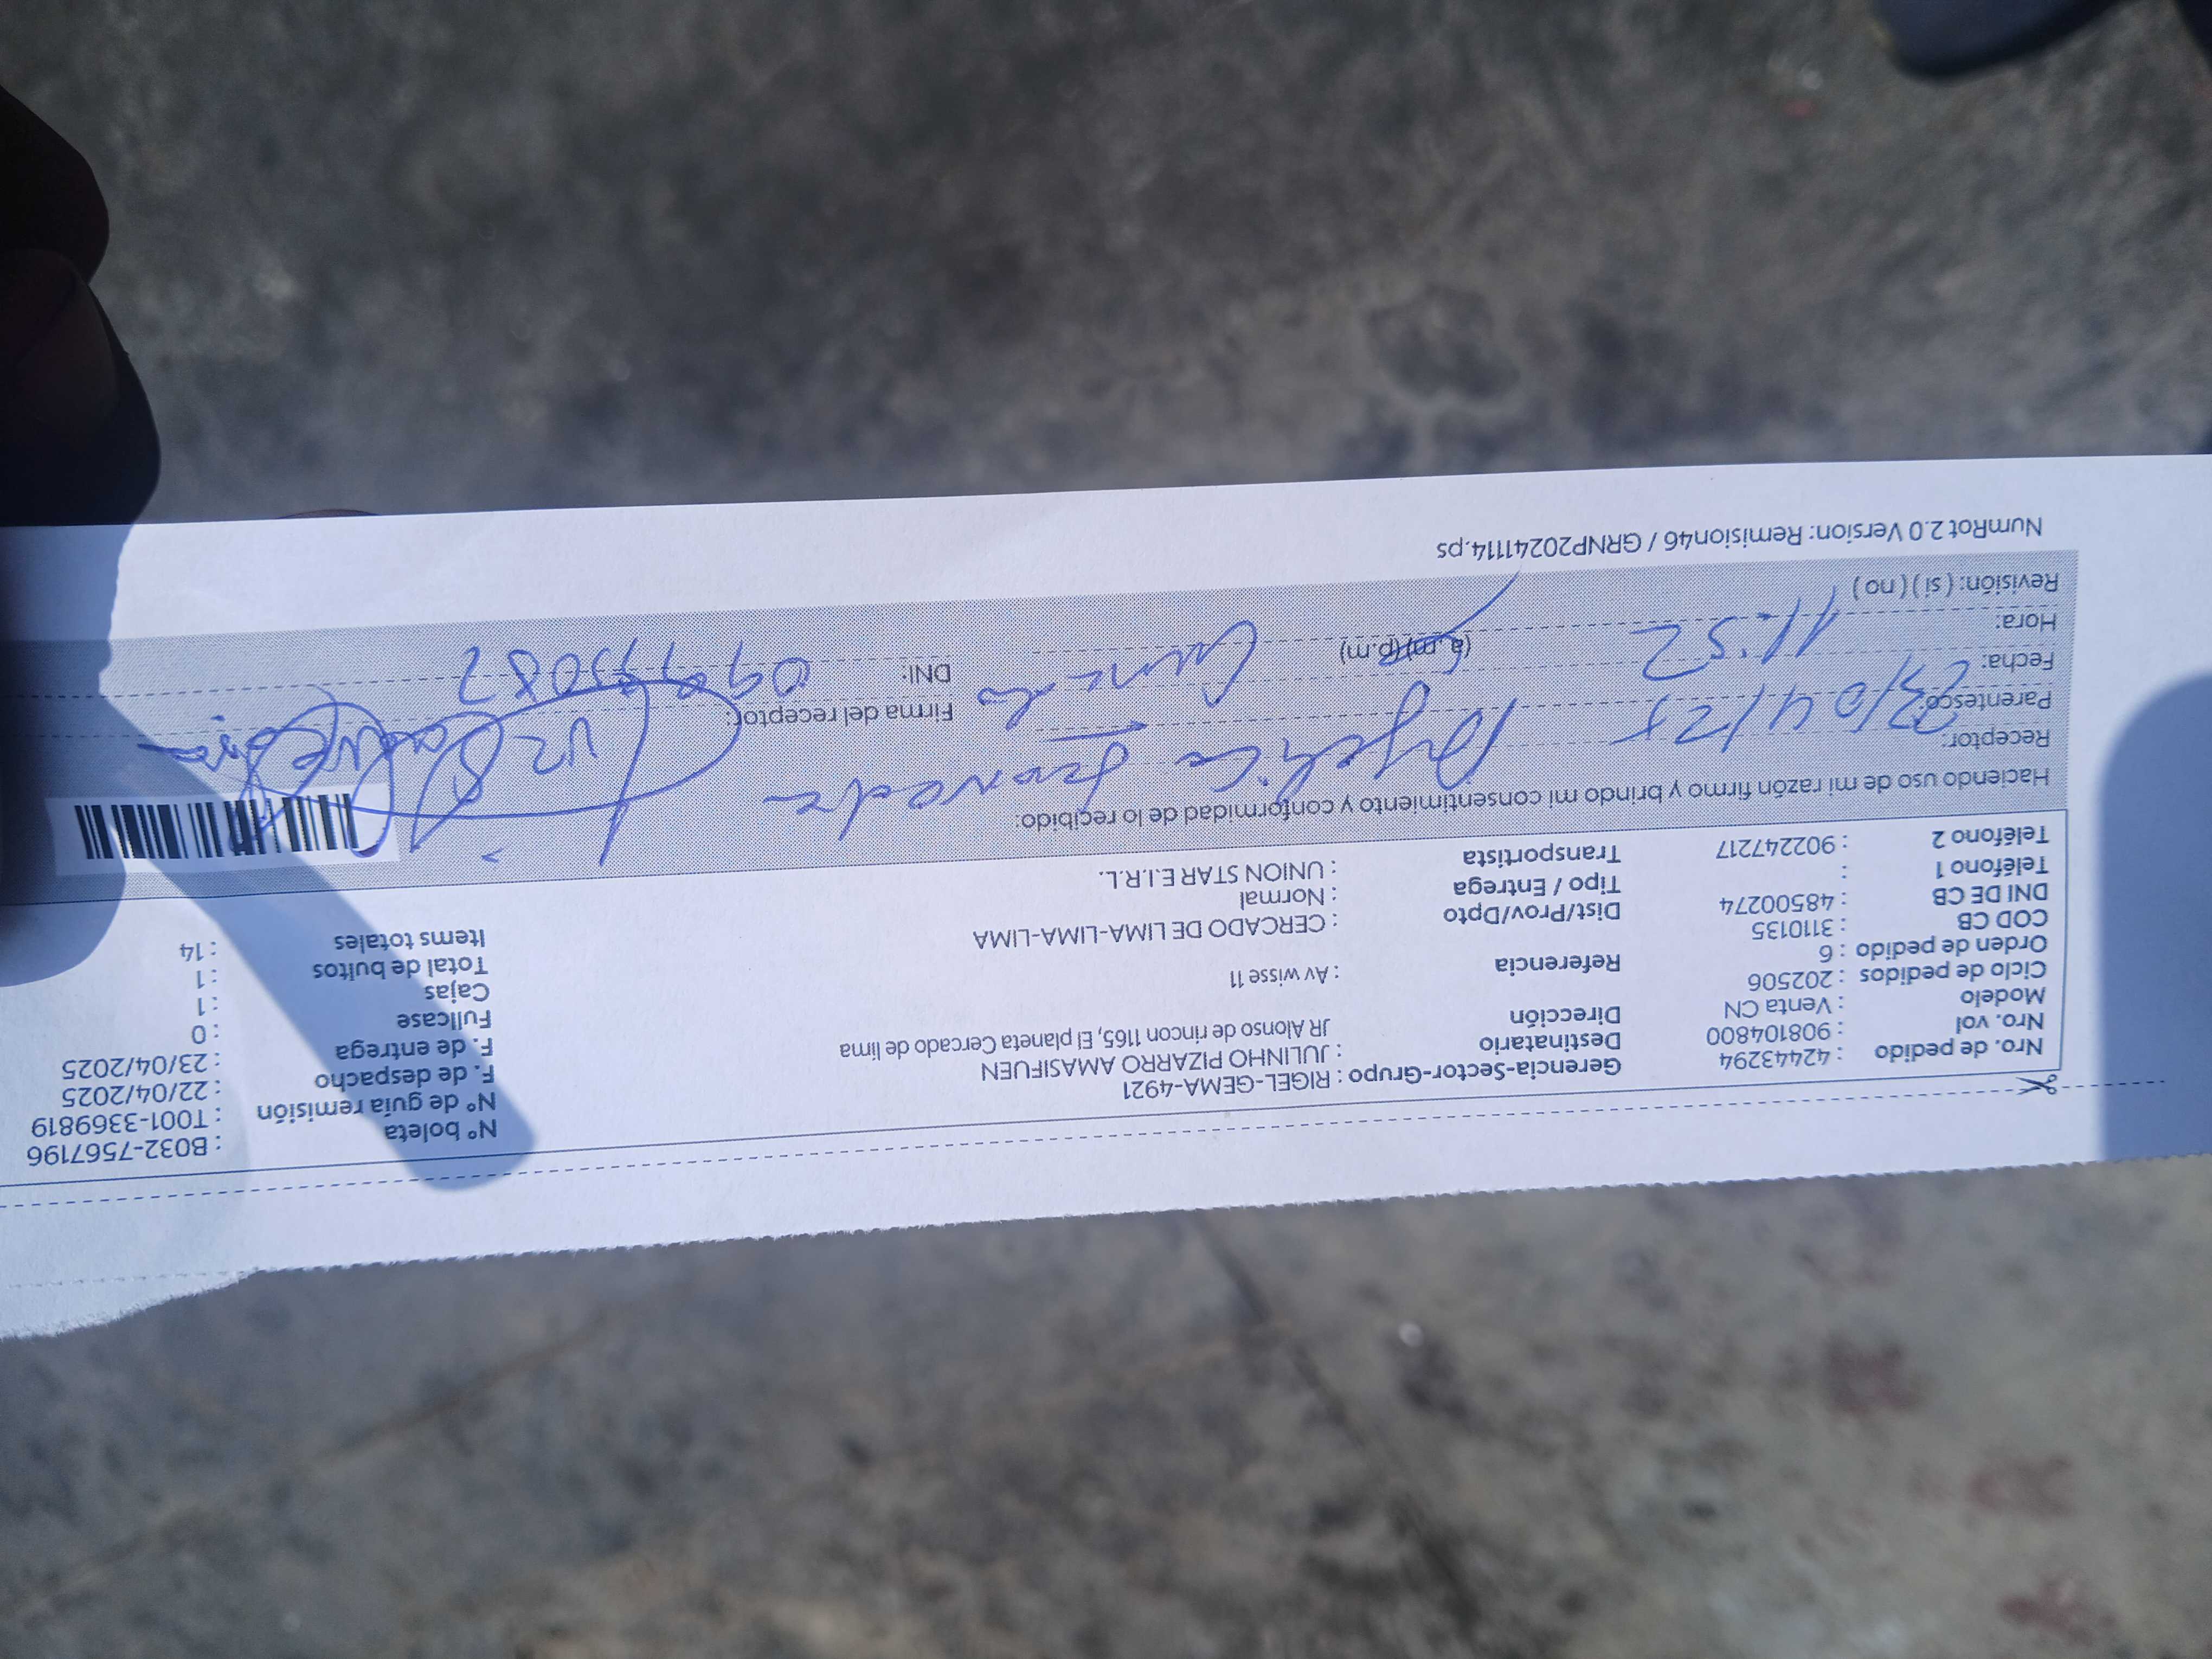 Nro. de pedido : 42443294 Gerencia-Sector-Grupo : RIGEL-GEMA-4921 N° boleta : B032-7567196
Nro. vol : 908104800 Destinatario : JULINHO PIZARRO AMASIFUEN N° de guía remisión : T001-3369819
Modelo : Venta CN Dirección JR Alonso de rincon 1165, El planeta Cercado de lima F. de despacho : 22/04/2025
Ciclo de pedidos : 202506 F. de entrega : 23/04/2025
Orden de pedido : 6 Referencia : Av wisse 11 Fullcase : 0
COD CB : 3110135 Cajas : 1
DNI DE CB : 48500274 Dist/Prov/Dpto : CERCADO DE LIMA-LIMA-LIMA Total de bultos : 1
Teléfono 1 : Tipo / Entrega : Normal Items totales : 14
Teléfono 2 : 902247217 Transportista : UNION STAR E.I.R.L.
Haciendo uso de mi razón firmo y brindo mi consentimiento y conformidad de lo recibido:
Receptor: Angelica
Parentesco: Firma del receptor:
Fecha: 23/04/25 DNI:
Hora: 11:52 (a.m)(p.m)
Revisión: ( si ) ( no )
NumRot 2.0 Version: Remision46 / GRNP20241114.ps